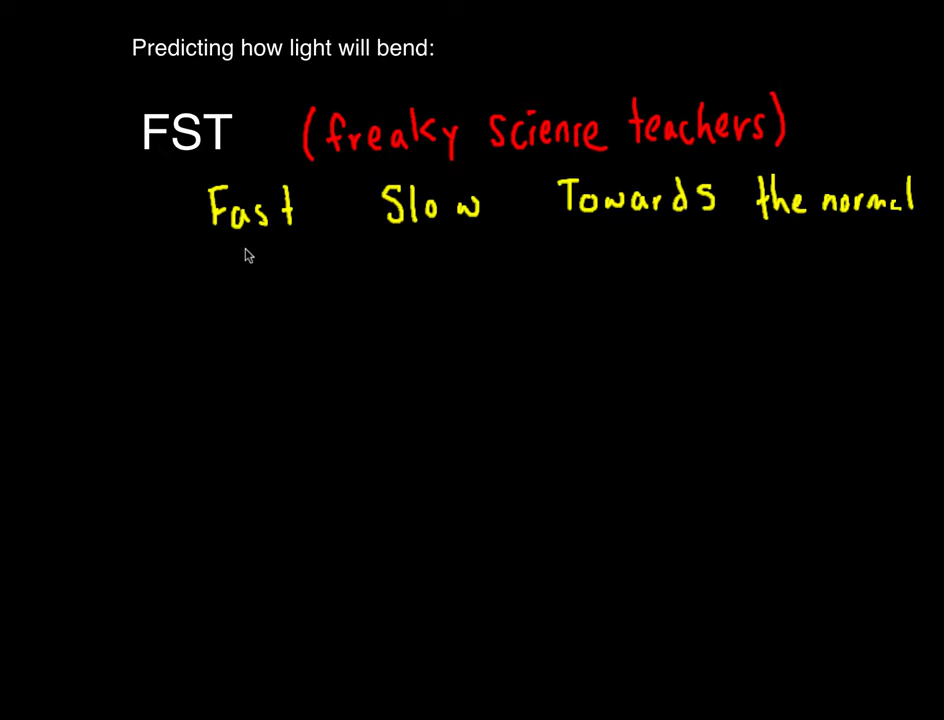 Predicting how light will bend:
FST (freaky science teachers)
Fast Slow Towards the normal